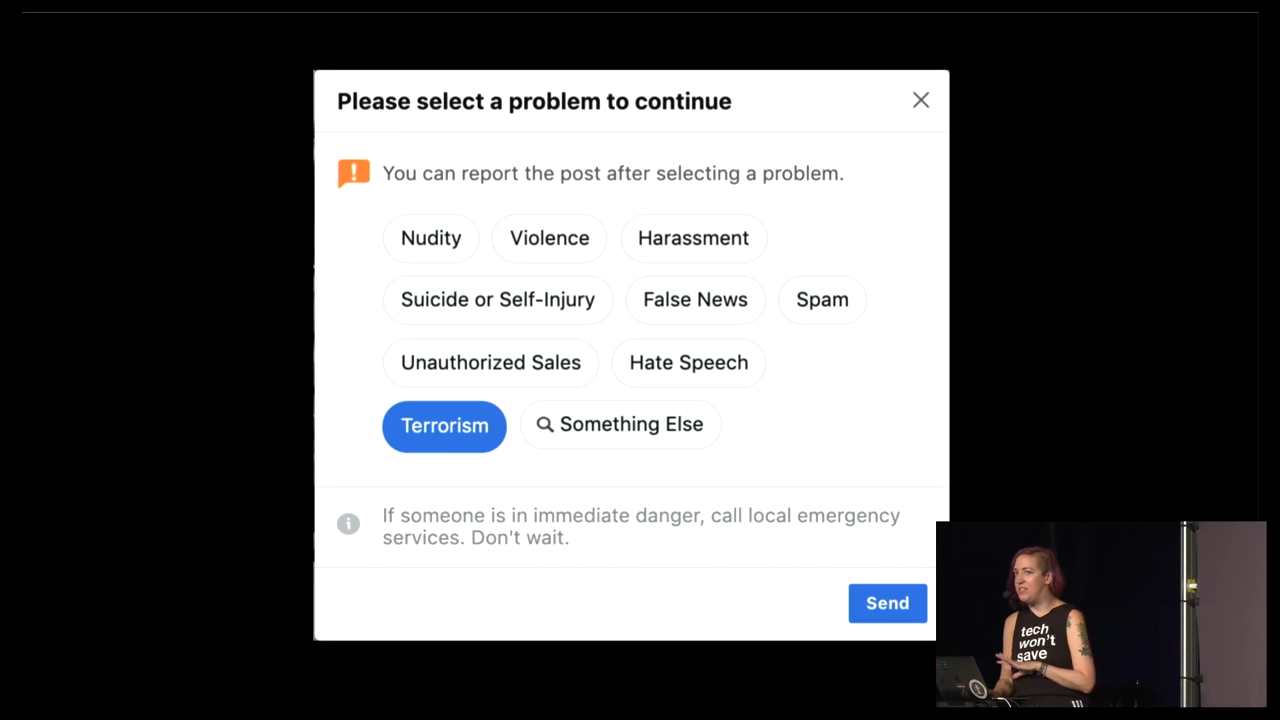 Please select a problem to continue
You can report the post after selecting a problem.
Nudity
Violence
Harassment
Suicide or Self-Injury
False News
Spam
Unauthorized Sales
Hate Speech
Terrorism
Something Else
If someone is in immediate danger, call local emergency
services. Don't wait.
Send
tech
won't
save